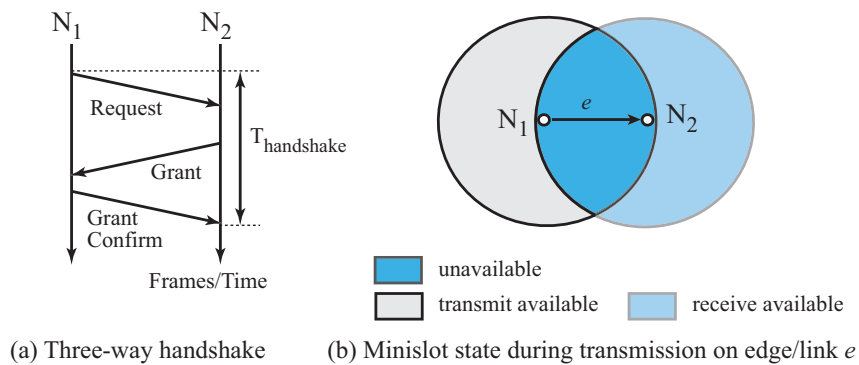 N1 N2
Request
Thandshake
Grant
Grant
Confirm
Frames/Time
(a) Three-way handshake
N1 e N2
unavailable
transmit available receive available
(b) Minislot state during transmission on edge/link e